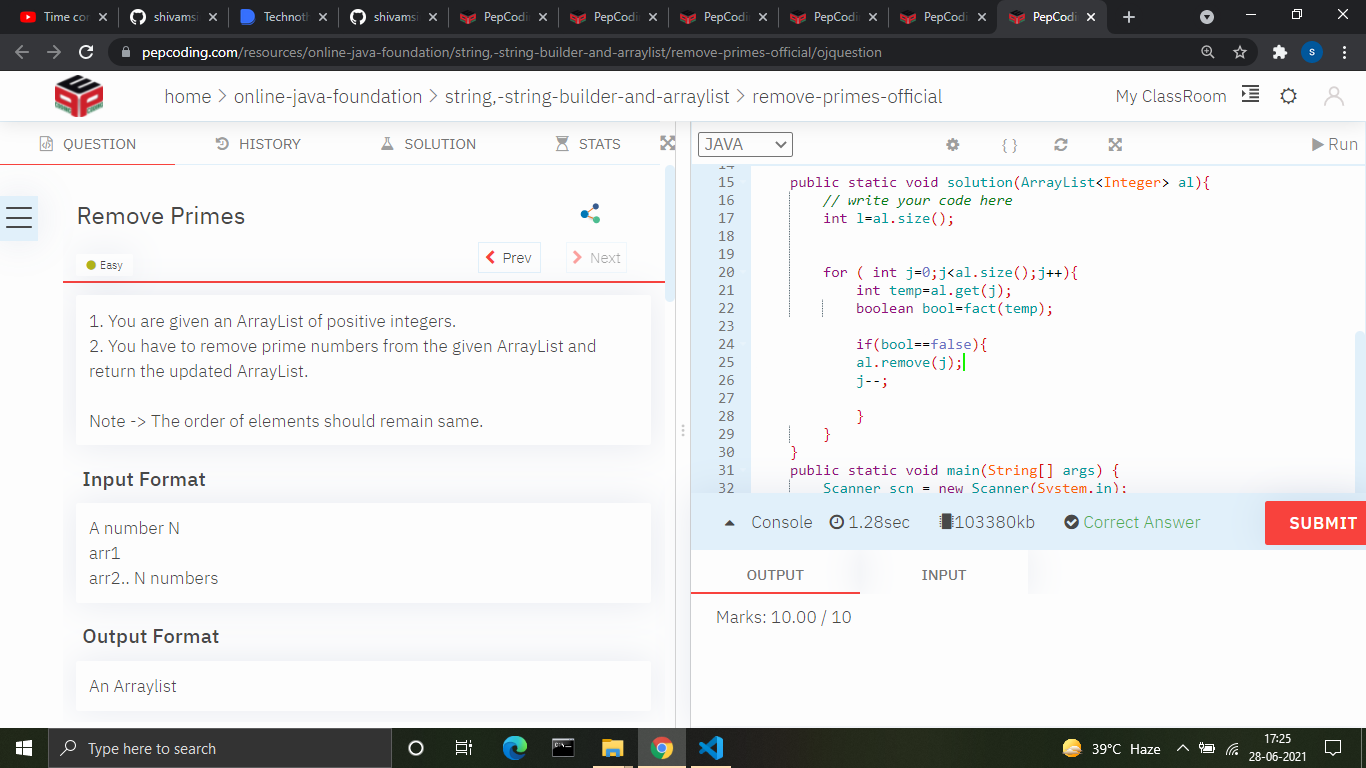 Time co
shivamsi
Technoth
shivamsi
PepCodi
PepCodi
PepCodi
PepCodi
PepCodi
PepCodi
pepcoding.com/resources/online-java-foundation/string,-string-builder-and-arraylist/remove-primes-official/ojquestion
s
home > online-java-foundation > string,-string-builder-and-arraylist > remove-primes-official
My ClassRoom
QUESTION
HISTORY
SOLUTION
STATS
Remove Primes
Easy
Prev
Next
1. You are given an ArrayList of positive integers.
2. You have to remove prime numbers from the given ArrayList and
return the updated ArrayList.
Note -> The order of elements should remain same.
Input Format
A number N
arr1
arr2.. N numbers
Output Format
An Arraylist
JAVA
{ }
Run
14
15 public static void solution(ArrayList<Integer> al){
16 // write your code here
17 int l=al.size();
18
19
20 for ( int j=0;j<al.size();j++){
21 int temp=al.get(j);
22 boolean bool=fact(temp);
23
24 if(bool==false){
25 al.remove(j);
26 j--;
27
28 }
29 }
30 }
31 public static void main(String[] args) {
32 Scanner scn = new Scanner(System.in);
Console
1.28sec
103380kb
Correct Answer
SUBMIT
OUTPUT
INPUT
Marks: 10.00 / 10
Type here to search
39°C Haze
17:25
28-06-2021